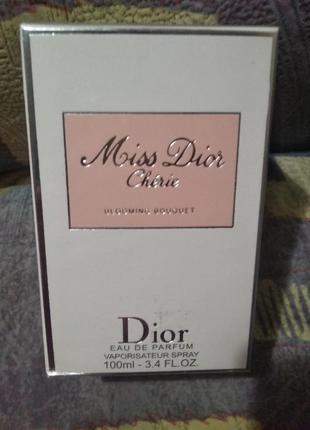 Miss Dior
Chérie
BLOOMING BOUQUET
Dior
EAU DE PARFUM
VAPORISATEUR SPRAY
100ml - 3.4 FL.OZ.